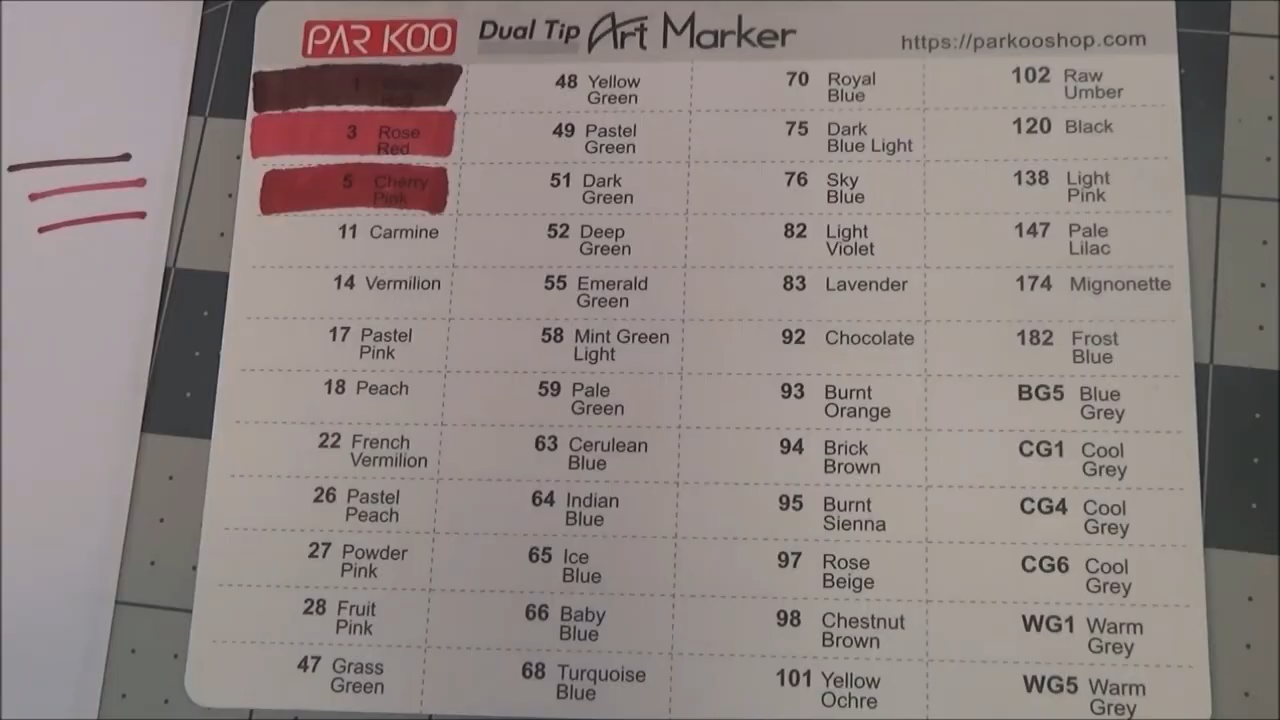 PARKOO Dual Tip Art Marker https://parkooshop.com
1
3 Rose
Red
5 Cherry
Pink
11 Carmine
14 Vermilion
17 Pastel
Pink
18 Peach
22 French
Vermilion
26 Pastel
Peach
27 Powder
Pink
28 Fruit
Pink
47 Grass
Green
48 Yellow
Green
49 Pastel
Green
51 Dark
Green
52 Deep
Green
55 Emerald
Green
58 Mint Green
Light
59 Pale
Green
63 Cerulean
Blue
64 Indian
Blue
65 Ice
Blue
66 Baby
Blue
68 Turquoise
Blue
70 Royal
Blue
75 Dark
Blue Light
76 Sky
Blue
82 Light
Violet
83 Lavender
92 Chocolate
93 Burnt
Orange
94 Brick
Brown
95 Burnt
Sienna
97 Rose
Beige
98 Chestnut
Brown
101 Yellow
Ochre
102 Raw
Umber
120 Black
138 Light
Pink
147 Pale
Lilac
174 Mignonette
182 Frost
Blue
BG5 Blue
Grey
CG1 Cool
Grey
CG4 Cool
Grey
CG6 Cool
Grey
WG1 Warm
Grey
WG5 Warm
Grey